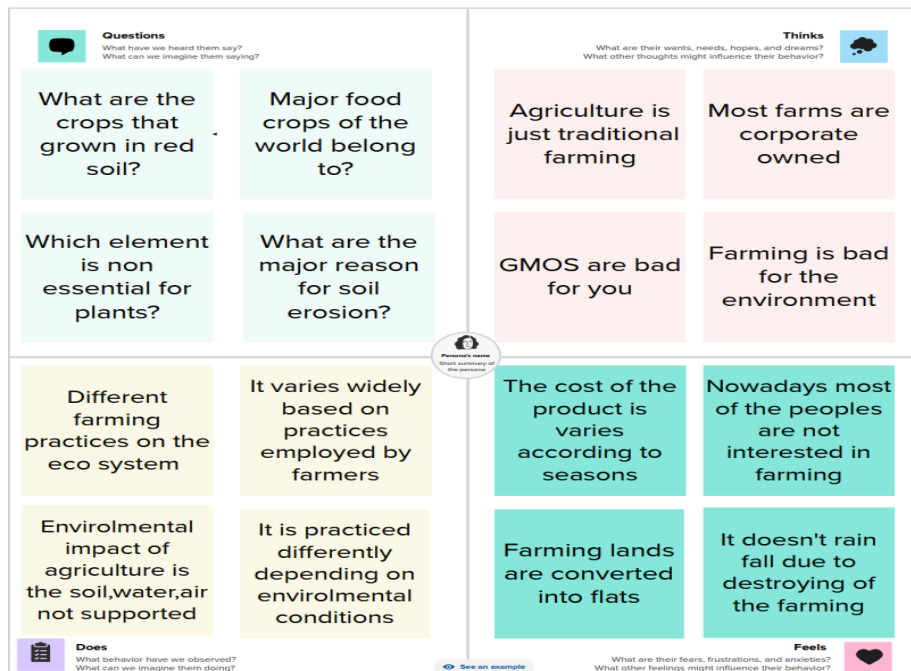 Questions
What have we heard them say?
What can we imagine them saying?
What are the
crops that
grown in red
soil?
Major food
crops of the
world belong
to?
Which element
is non
essential for
plants?
What are the
major reason
for soil
erosion?
Thinks
What are their wants, needs, hopes, and dreams?
What other thoughts might influence their behavior?
Agriculture is
just traditional
farming
Most farms are
corporate
owned
GMOS are bad
for you
Farming is bad
for the
environment
Persona's name
Short summary of
the persona
Different
farming
practices on the
eco system
It varies widely
based on
practices
employed by
farmers
Envirolmental
impact of
agriculture is
the soil,water,air
not supported
It is practiced
differently
depending on
envirolmental
conditions
Does
What behavior have we observed?
What can we imagine them doing?
The cost of the
product is
varies
according to
seasons
Nowadays most
of the peoples
are not
interested in
farming
Farming lands
are converted
into flats
It doesn't rain
fall due to
destroying of
the farming
Feels
What are their fears, frustrations, and anxieties?
What other feelings might influence their behavior?
See an example